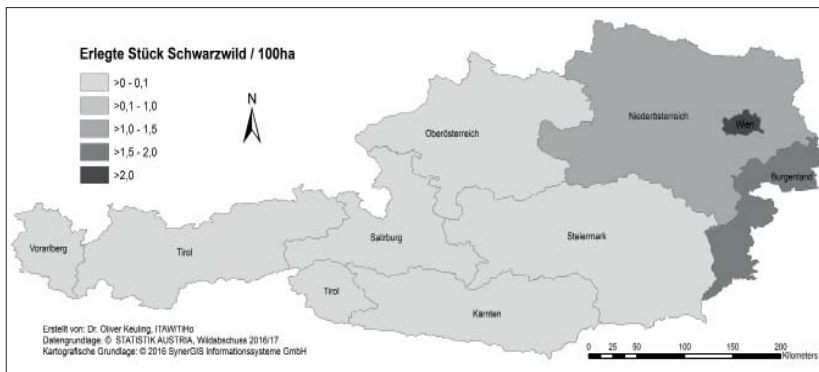 Erlegte Stück Schwarzwild / 100ha
>0 - 0,1
>0,1 - 1,0
>1,0 - 1,5
>1,5 - 2,0
>2,0
N
Oberösterreich
Niederösterreich
Wien
Burgenland
Vorarlberg
Tirol
Salzburg
Steiermark
Tirol
Kärnten
Erstellt von: Dr. Oliver Keuling, ITAW/TiHo
Datengrundlage: © STATISTIK AUSTRIA, Wildabschuss 2016/17
Kartografische Grundlage: © 2016 SynerGIS Informationssysteme GmbH
0 25 50 100 150 200
Kilometers